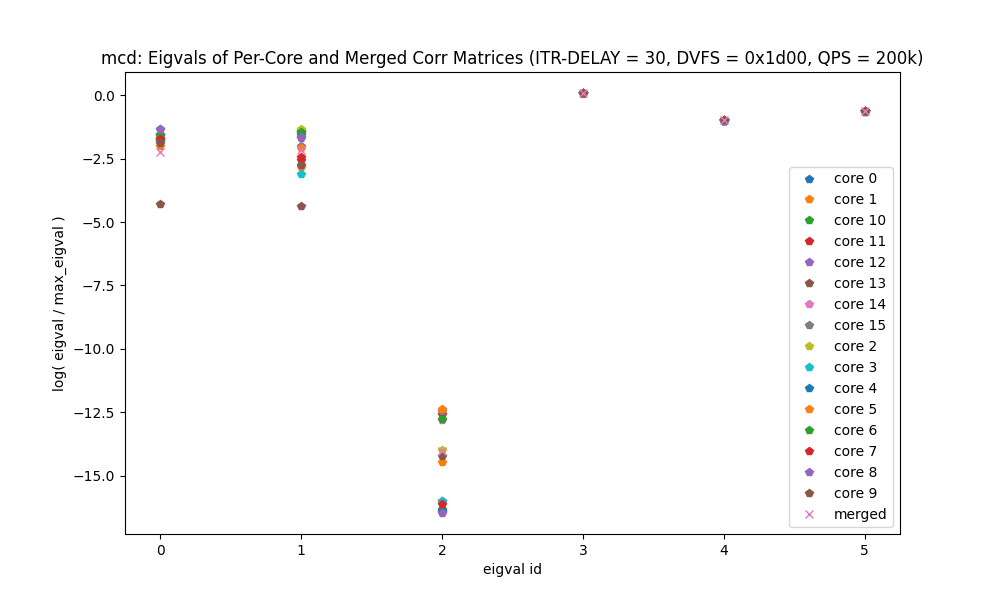 mcd: Eigvals of Per-Core and Merged Corr Matrices (ITR-DELAY = 30, DVFS = 0x1d00, QPS = 200k)
log( eigval / max_eigval )
0.0
−2.5
−5.0
−7.5
−10.0
−12.5
−15.0
core 0
core 1
core 10
core 11
core 12
core 13
core 14
core 15
core 2
core 3
core 4
core 5
core 6
core 7
core 8
core 9
merged
0 1 2 3 4 5
eigval id